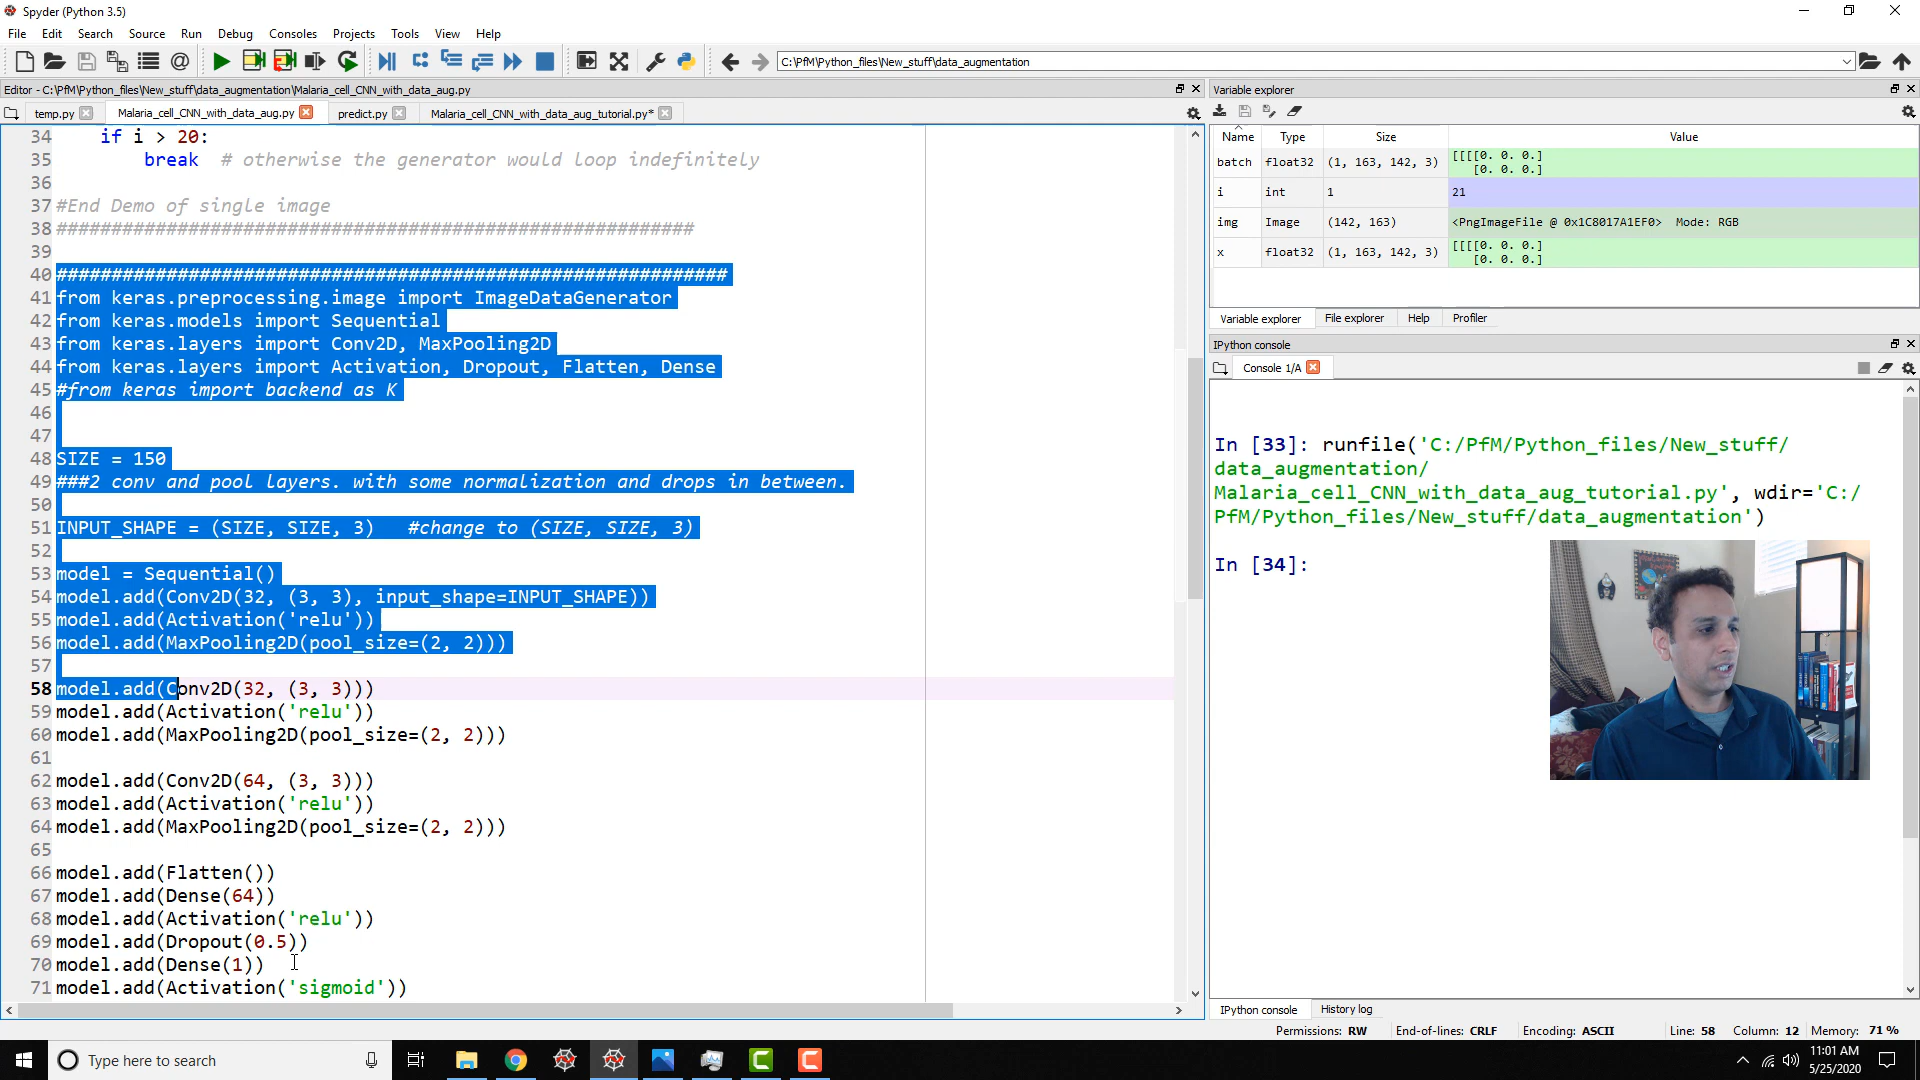 Spyder (Python 3.5)
File Edit Search Source Run Debug Consoles Projects Tools View Help
C:\PfM\Python_files\New_stuff\data_augmentation
Editor - C:\PfM\Python_files\New_stuff\data_augmentation\Malaria_cell_CNN_with_data_aug.py
temp.py Malaria_cell_CNN_with_data_aug.py predict.py Malaria_cell_CNN_with_data_aug_tutorial.py*
34 if i > 20:
35 break # otherwise the generator would loop indefinitely
36
37 #End Demo of single image
38 ##########################################################
39
40 #############################################################
41 from keras.preprocessing.image import ImageDataGenerator
42 from keras.models import Sequential
43 from keras.layers import Conv2D, MaxPooling2D
44 from keras.layers import Activation, Dropout, Flatten, Dense
45 #from keras import backend as K
46
47
48 SIZE = 150
49 ###2 conv and pool layers. with some normalization and drops in between.
50
51 INPUT_SHAPE = (SIZE, SIZE, 3) #change to (SIZE, SIZE, 3)
52
53 model = Sequential()
54 model.add(Conv2D(32, (3, 3), input_shape=INPUT_SHAPE))
55 model.add(Activation('relu'))
56 model.add(MaxPooling2D(pool_size=(2, 2)))
57
58 model.add(Conv2D(32, (3, 3)))
59 model.add(Activation('relu'))
60 model.add(MaxPooling2D(pool_size=(2, 2)))
61
62 model.add(Conv2D(64, (3, 3)))
63 model.add(Activation('relu'))
64 model.add(MaxPooling2D(pool_size=(2, 2)))
65
66 model.add(Flatten())
67 model.add(Dense(64))
68 model.add(Activation('relu'))
69 model.add(Dropout(0.5))
70 model.add(Dense(1))
71 model.add(Activation('sigmoid'))
Variable explorer
Name Type Size Value
batch float32 (1, 163, 142, 3) [[[[0. 0. 0.]
[0. 0. 0.]
i int 1 21
img Image (142, 163) <PngImageFile @ 0x1C8017A1EF0> Mode: RGB
x float32 (1, 163, 142, 3) [[[[0. 0. 0.]
[0. 0. 0.]
Variable explorer File explorer Help Profiler
IPython console
Console 1/A
In [33]: runfile('C:/PfM/Python_files/New_stuff/
data_augmentation/
Malaria_cell_CNN_with_data_aug_tutorial.py', wdir='C:/
PfM/Python_files/New_stuff/data_augmentation')
In [34]:
IPython console History log
Permissions: RW End-of-lines: CRLF Encoding: ASCII Line: 58 Column: 12 Memory: 71 %
Type here to search
11:01 AM
5/25/2020